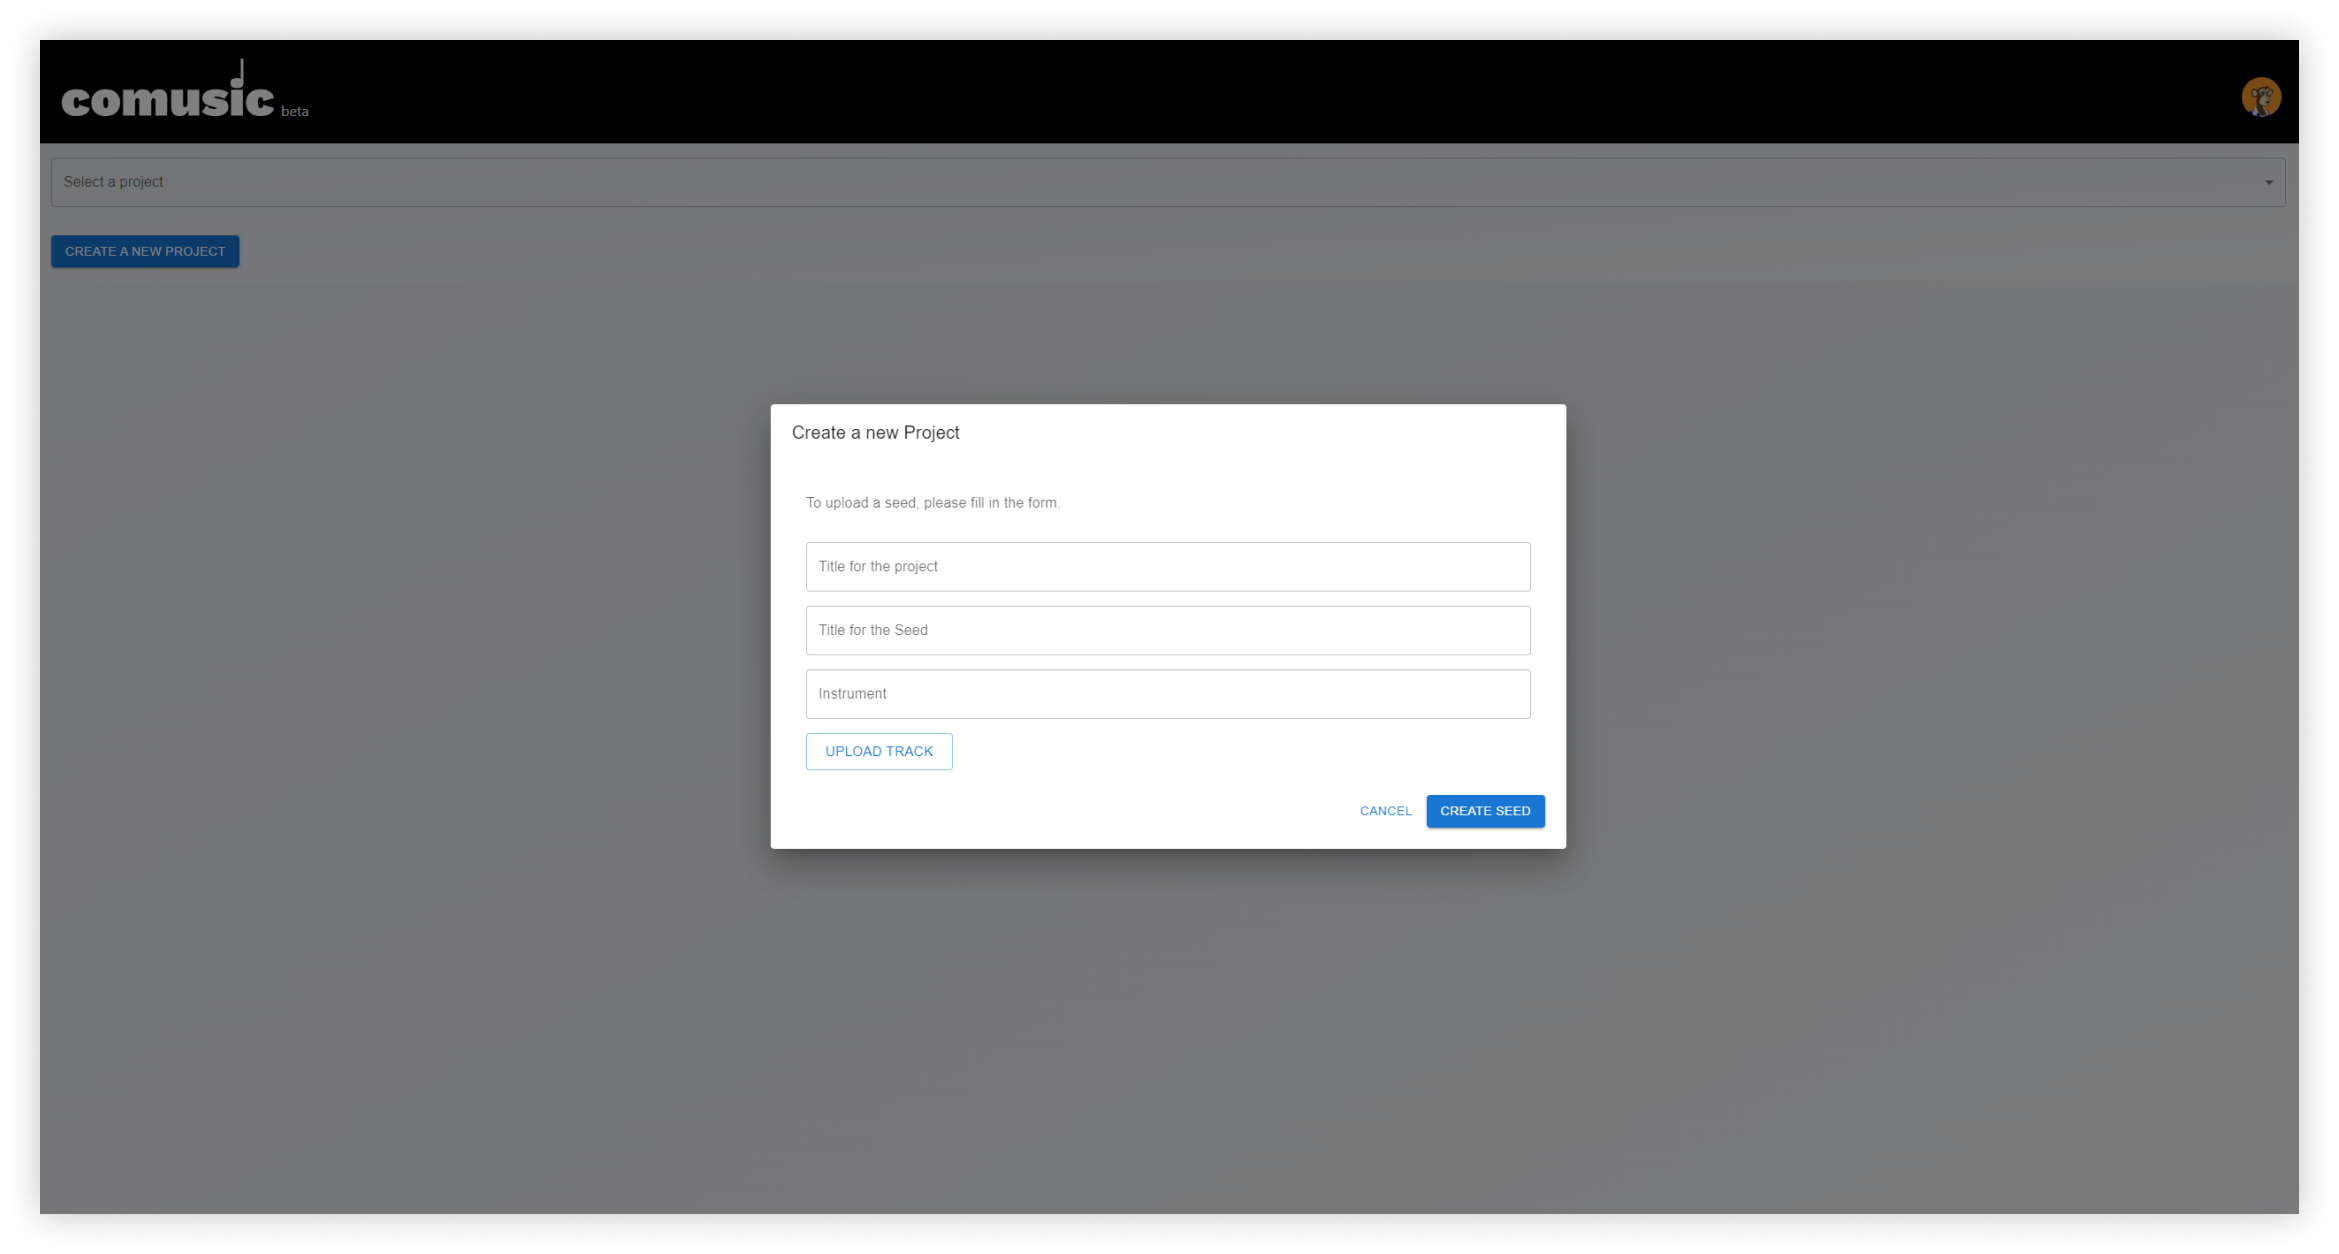 comusic beta
Select a project
CREATE A NEW PROJECT
Create a new Project
To upload a seed, please fill in the form.
Title for the project
Title for the Seed
Instrument
UPLOAD TRACK
CANCEL CREATE SEED